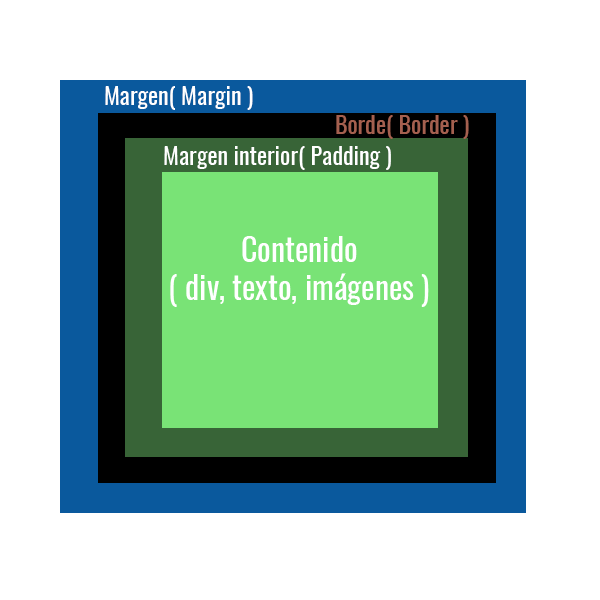 Margen( Margin )
Borde( Border )
Margen interior( Padding )
Contenido
( div, texto, imágenes )